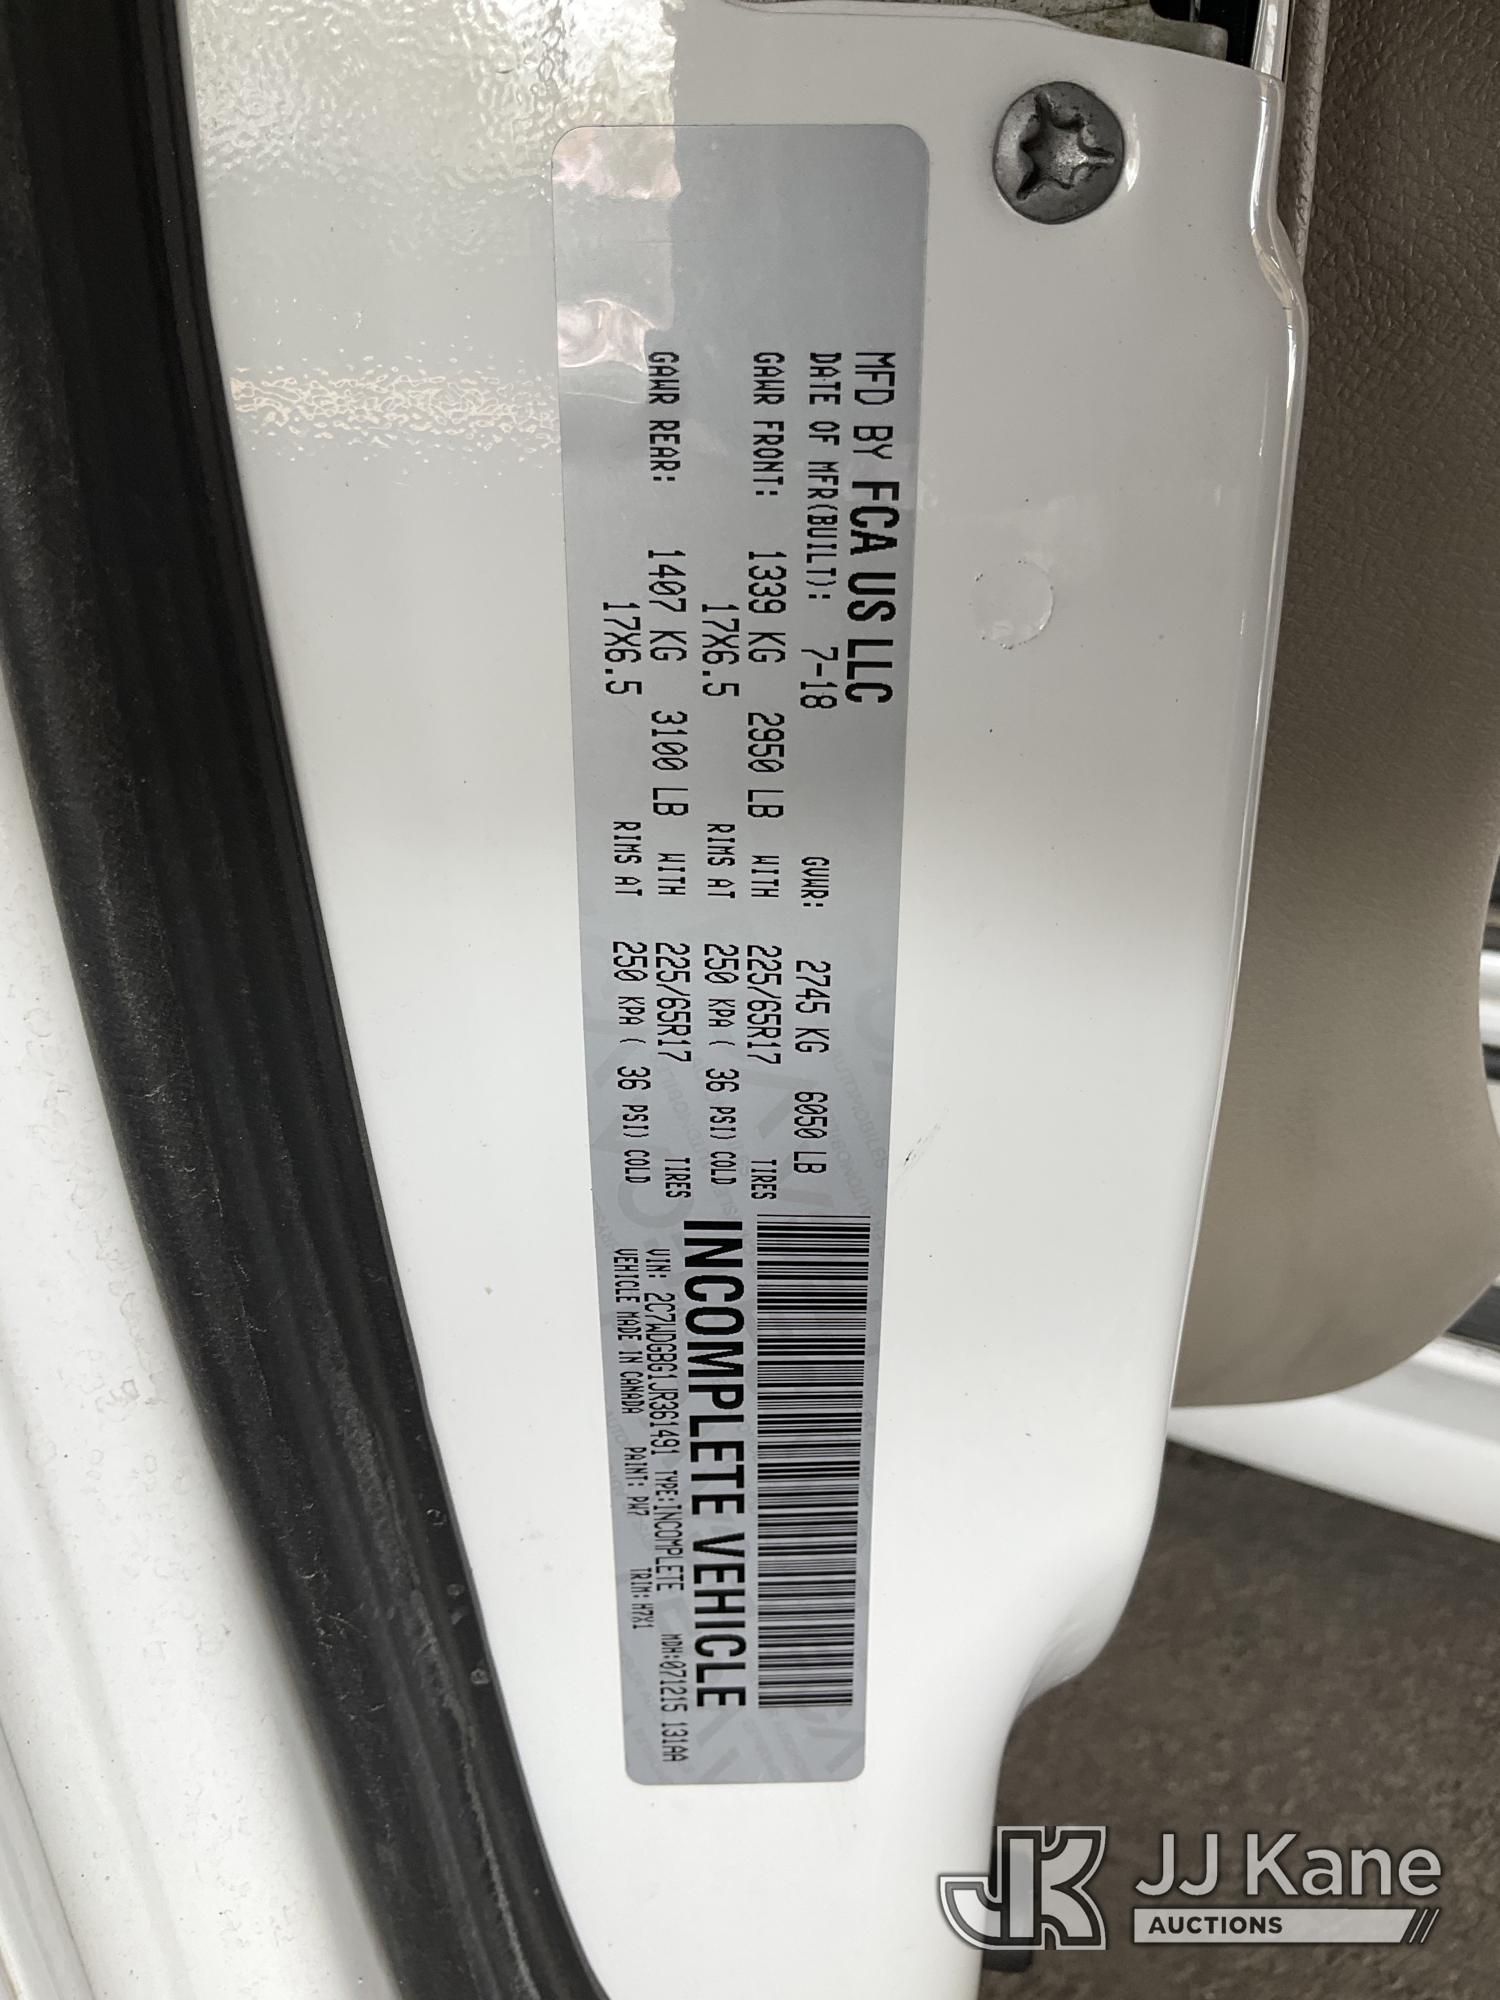 MFD BY FCA US LLC
DATE OF MFR(BUILT): 7-18 GVWR: 2745 KG 6050 LB
GAWR FRONT: 1339 KG 2950 LB WITH 225/65R17 TIRES
17X6.5 RIMS AT 250 KPA ( 36 PSI) COLD
GAWR REAR: 1407 KG 3100 LB WITH 225/65R17 TIRES
17X6.5 RIMS AT 250 KPA ( 36 PSI) COLD
INCOMPLETE VEHICLE
VIN: 2C7WDGBG1JR361491 TYPE:INCOMPLETE MDH:071215 131AA
VEHICLE MADE IN CANADA PAINT: PW7 TRIM: H7X1
JJ Kane
AUCTIONS